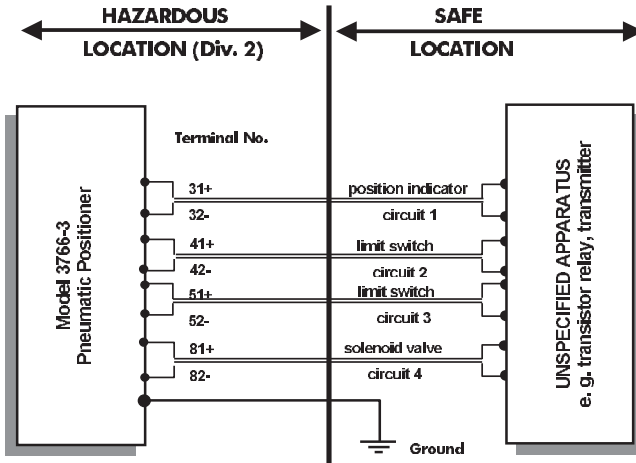 HAZARDOUS
LOCATION (Div. 2)
SAFE
LOCATION
Terminal No.
Model 3766-3
Pneumatic Positioner
31+
position indicator
32-
circuit 1
41+
limit switch
42-
circuit 2
51+
limit switch
52-
circuit 3
81+
solenoid valve
82-
circuit 4
Ground
UNSPECIFIED APPARATUS
e. g. transistor relay, transmitter